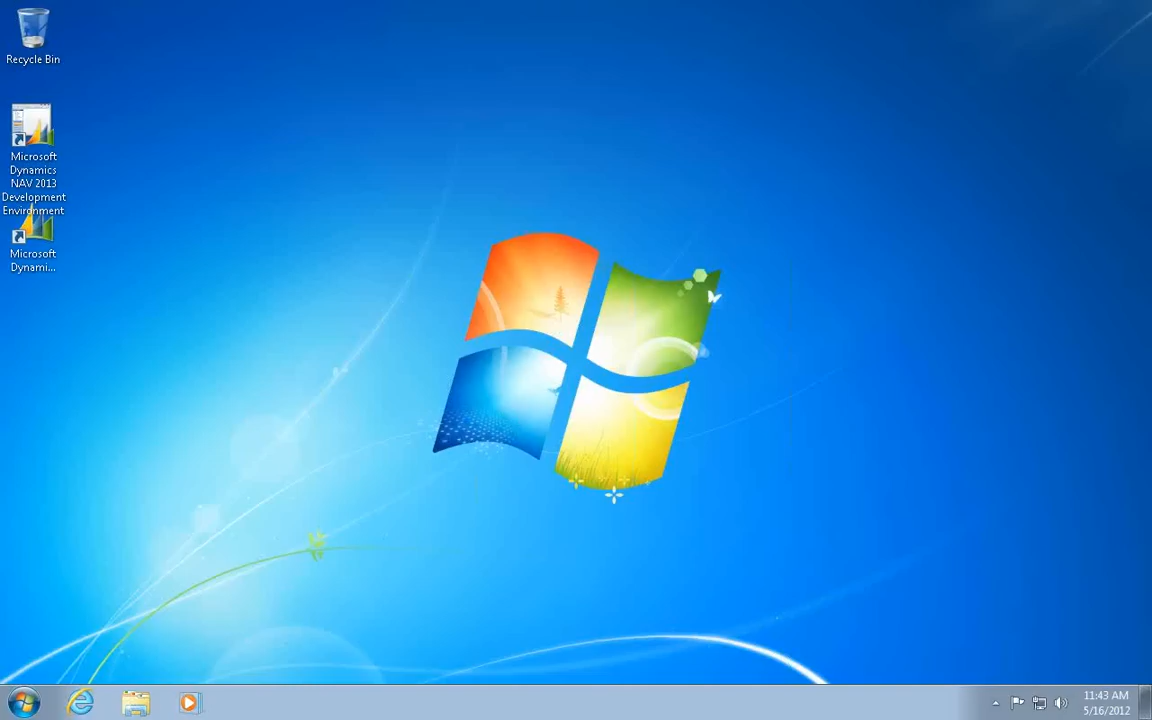 Recycle Bin
Microsoft
Dynamics
NAV 2013
Development
Environment
Microsoft
Dynami...
11:43 AM
5/16/2012